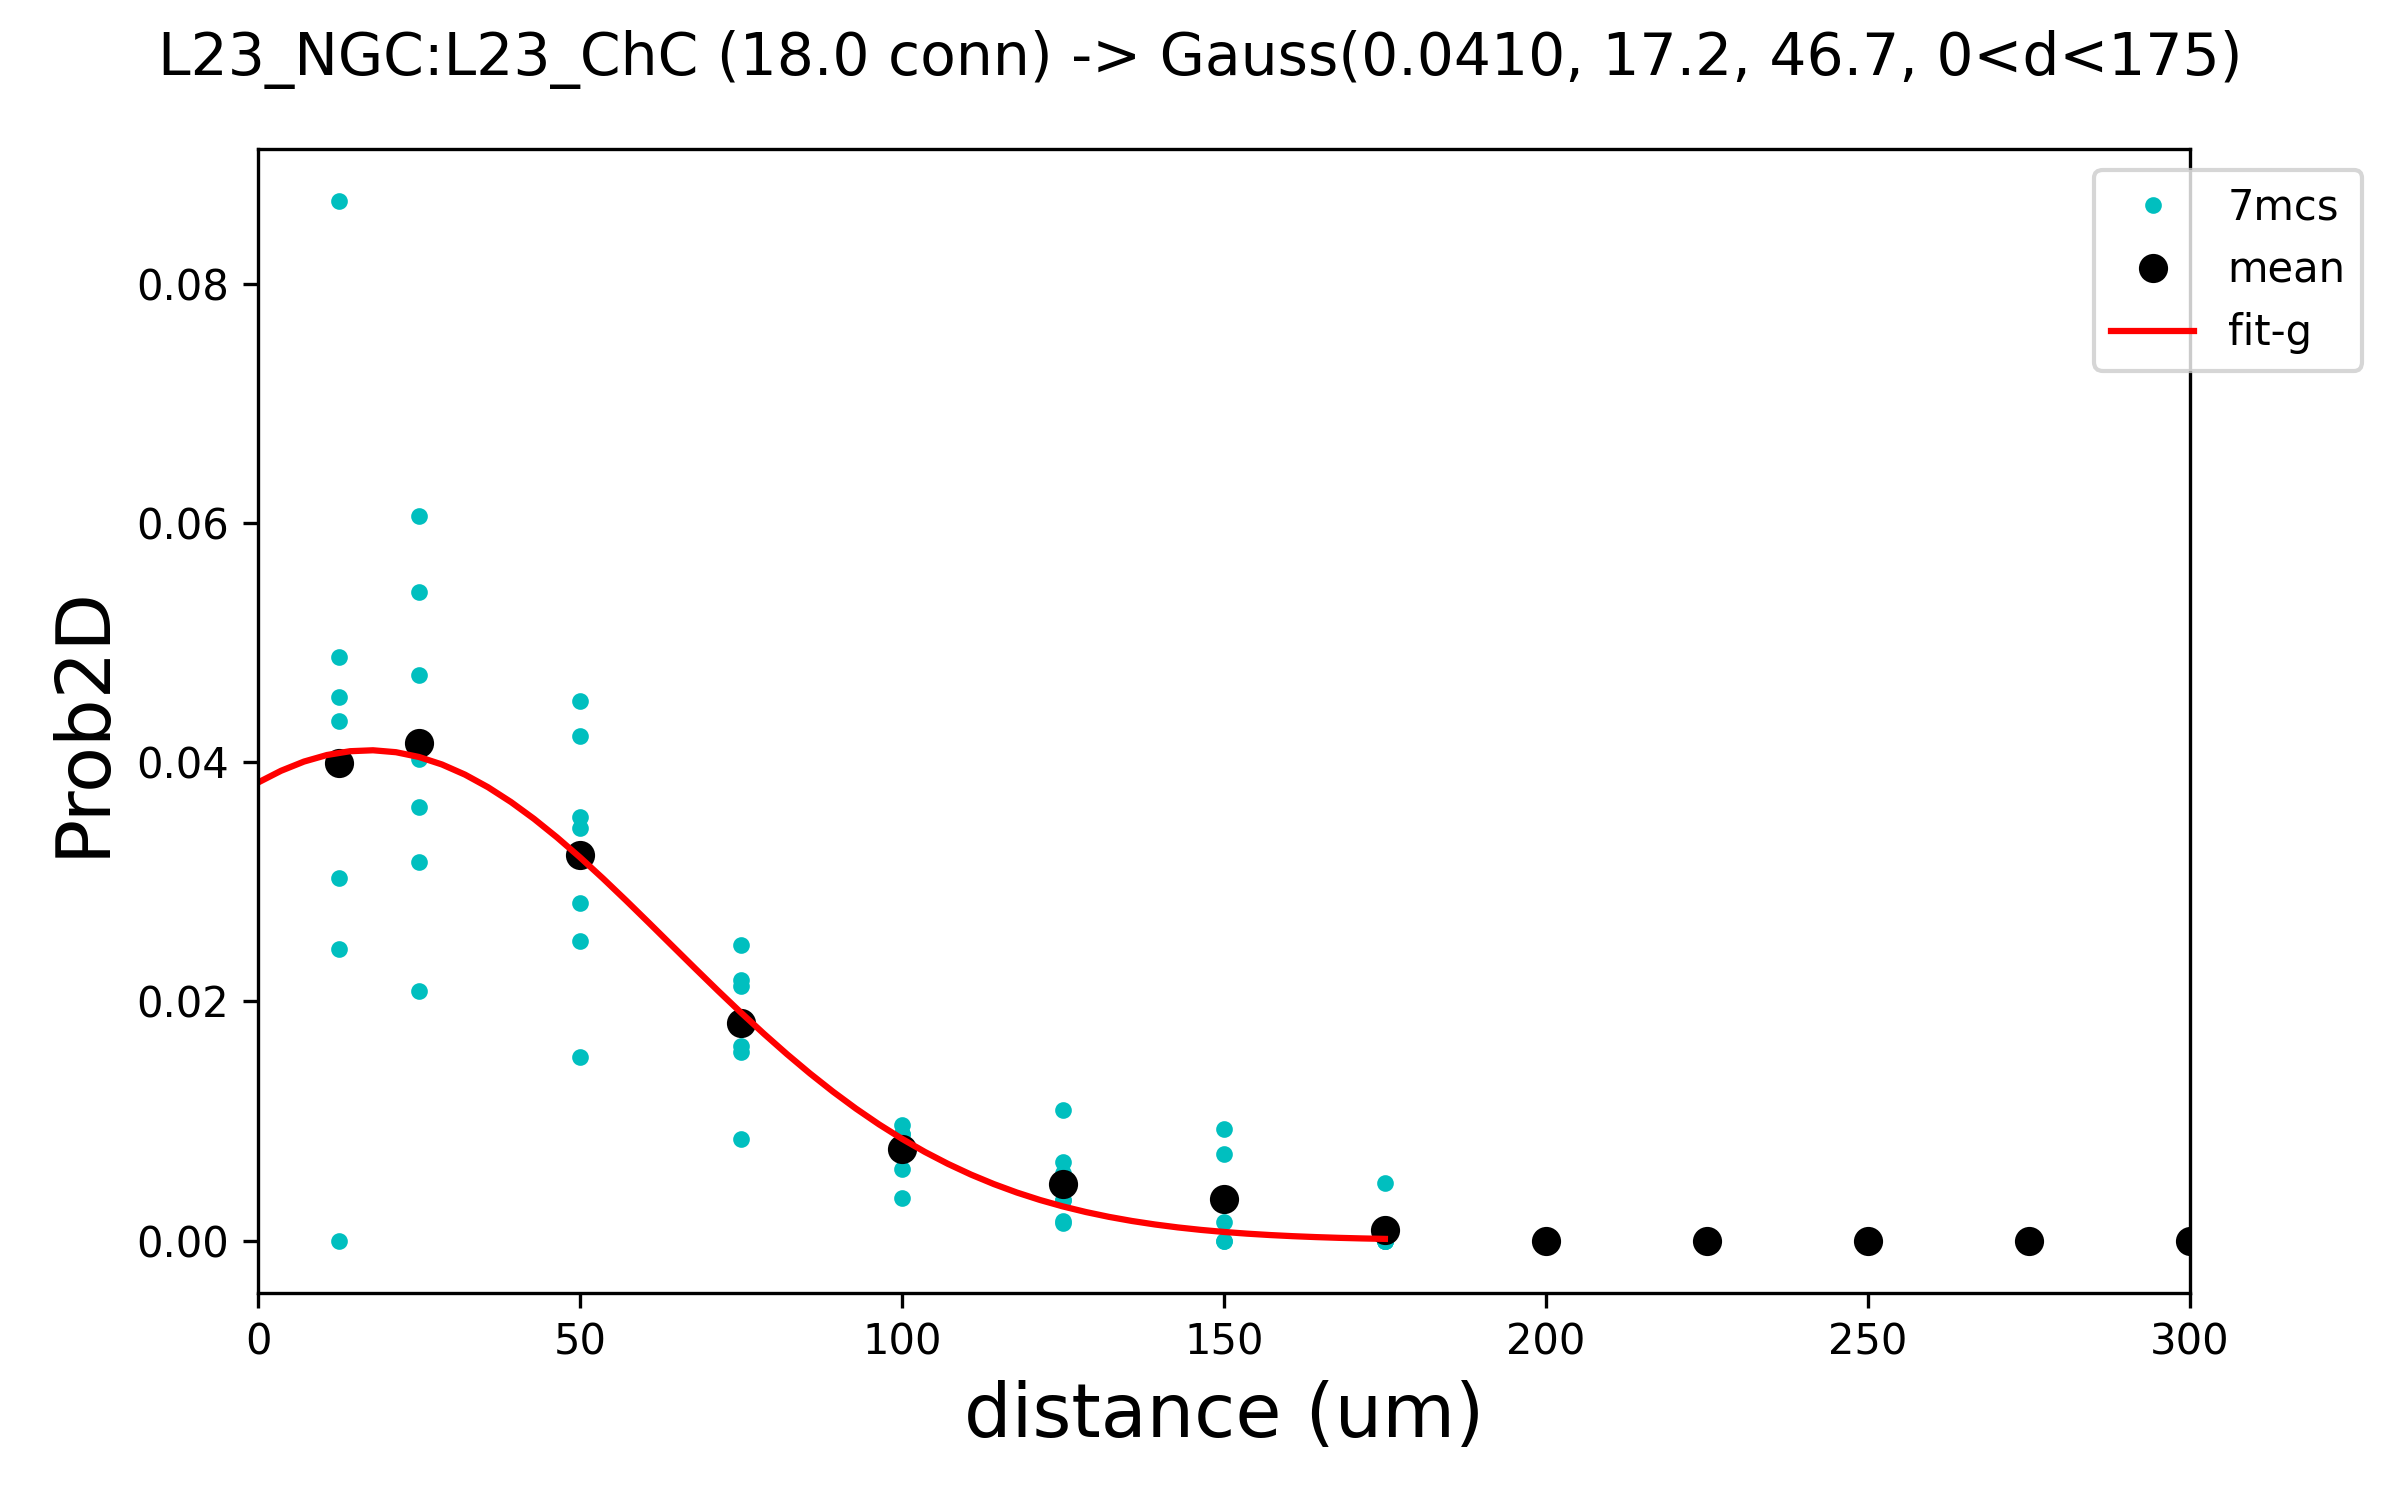 L23_NGC:L23_ChC (18.0 conn) -> Gauss(0.0410, 17.2, 46.7, 0<d<175)
7mcs
mean
fit-g
0.08
0.06
0.04
0.02
0.00
Prob2D
0 50 100 150 200 250 300
distance (um)